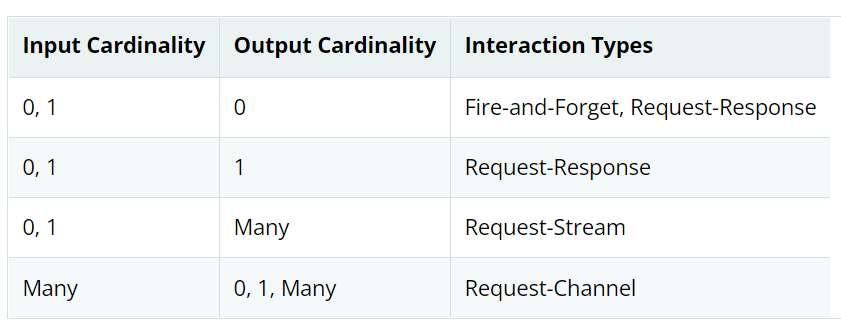 Input Cardinality Output Cardinality Interaction Types
0, 1 0 Fire-and-Forget, Request-Response
0, 1 1 Request-Response
0, 1 Many Request-Stream
Many 0, 1, Many Request-Channel